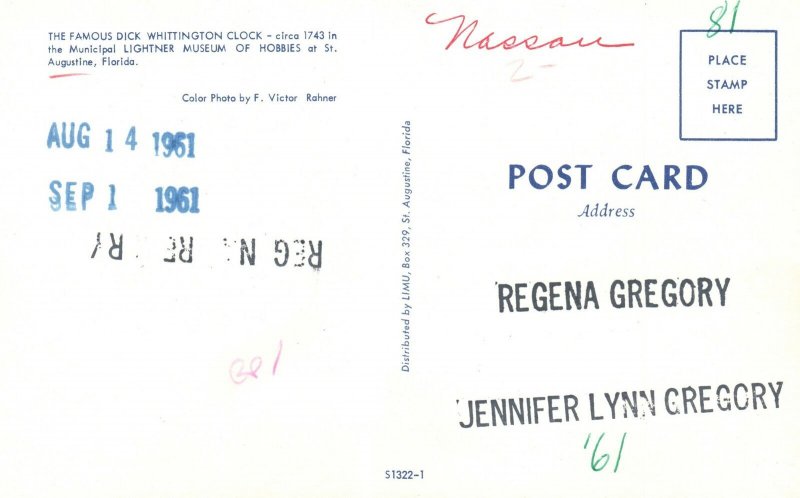 THE FAMOUS DICK WHITTINGTON CLOCK – circa 1743 in
the Municipal LIGHTNER MUSEUM OF HOBBIES at St.
Augustine, Florida.
Color Photo by F. Victor Rahner
AUG 14 1961
SEP 1 1961
Distributed by LIMU, Box 329, St. Augustine, Florida
Nassau
2-
81
PLACE
STAMP
HERE
POST CARD
Address
REGENA GREGORY
JENNIFER LYNN GREGORY
'61
S1322-1